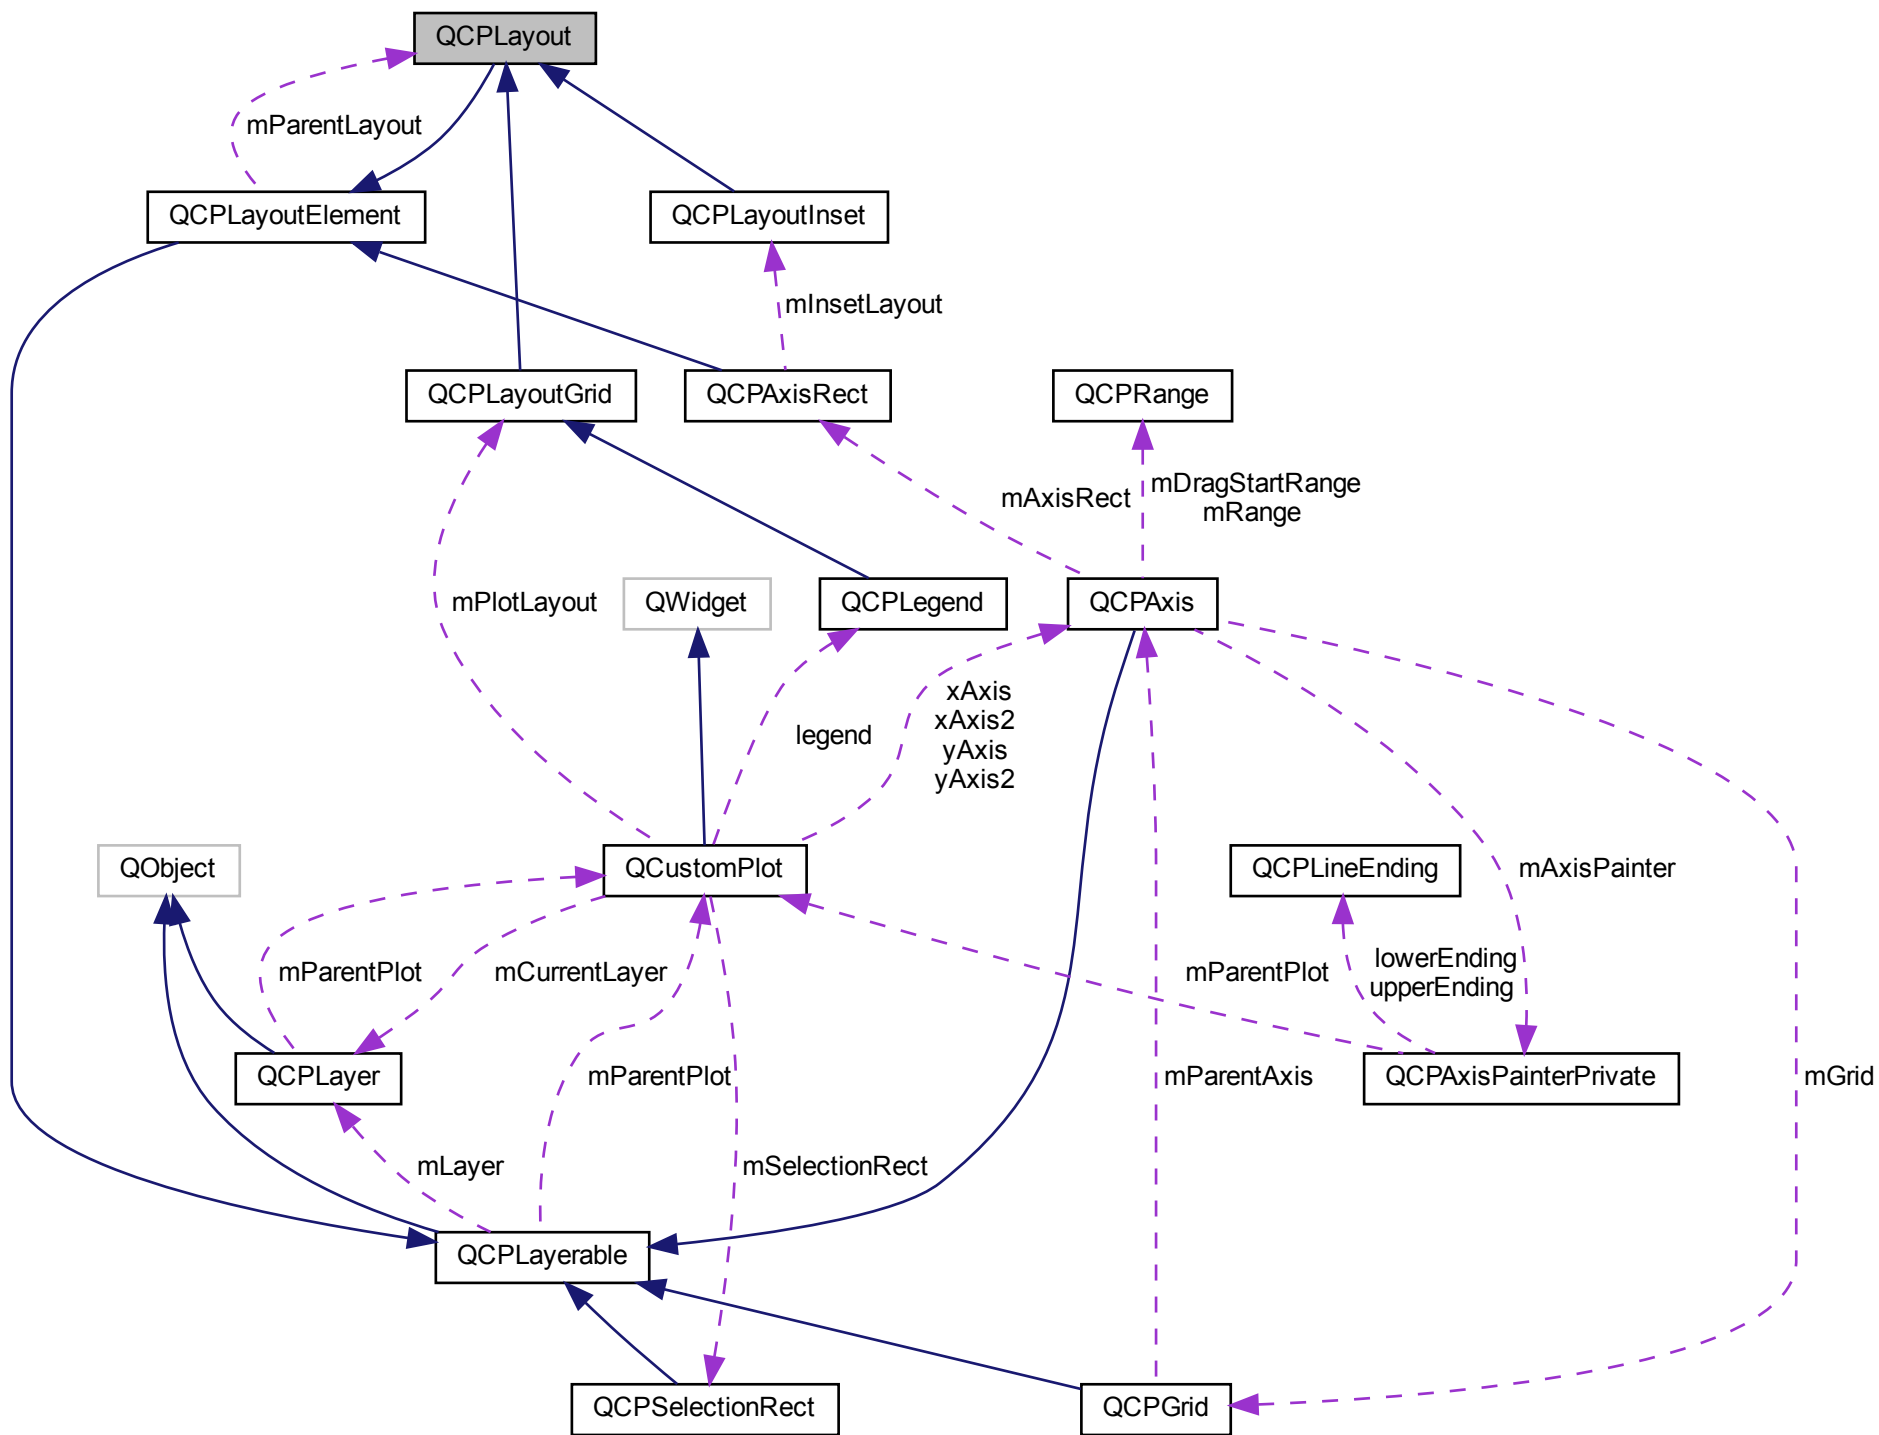 QCPLayout
mParentLayout
QCPLayoutElement
QCPLayoutInset
mInsetLayout
QCPLayoutGrid
QCPAxisRect
QCPRange
mAxisRect
mDragStartRange
mRange
mPlotLayout
QWidget
QCPLegend
QCPAxis
legend
xAxis
xAxis2
yAxis
yAxis2
QObject
QCustomPlot
QCPLineEnding
mAxisPainter
mParentPlot
mCurrentLayer
mParentPlot
lowerEnding
upperEnding
QCPLayer
mParentPlot
mParentAxis
QCPAxisPainterPrivate
mGrid
mLayer
mSelectionRect
QCPLayerable
QCPSelectionRect
QCPGrid